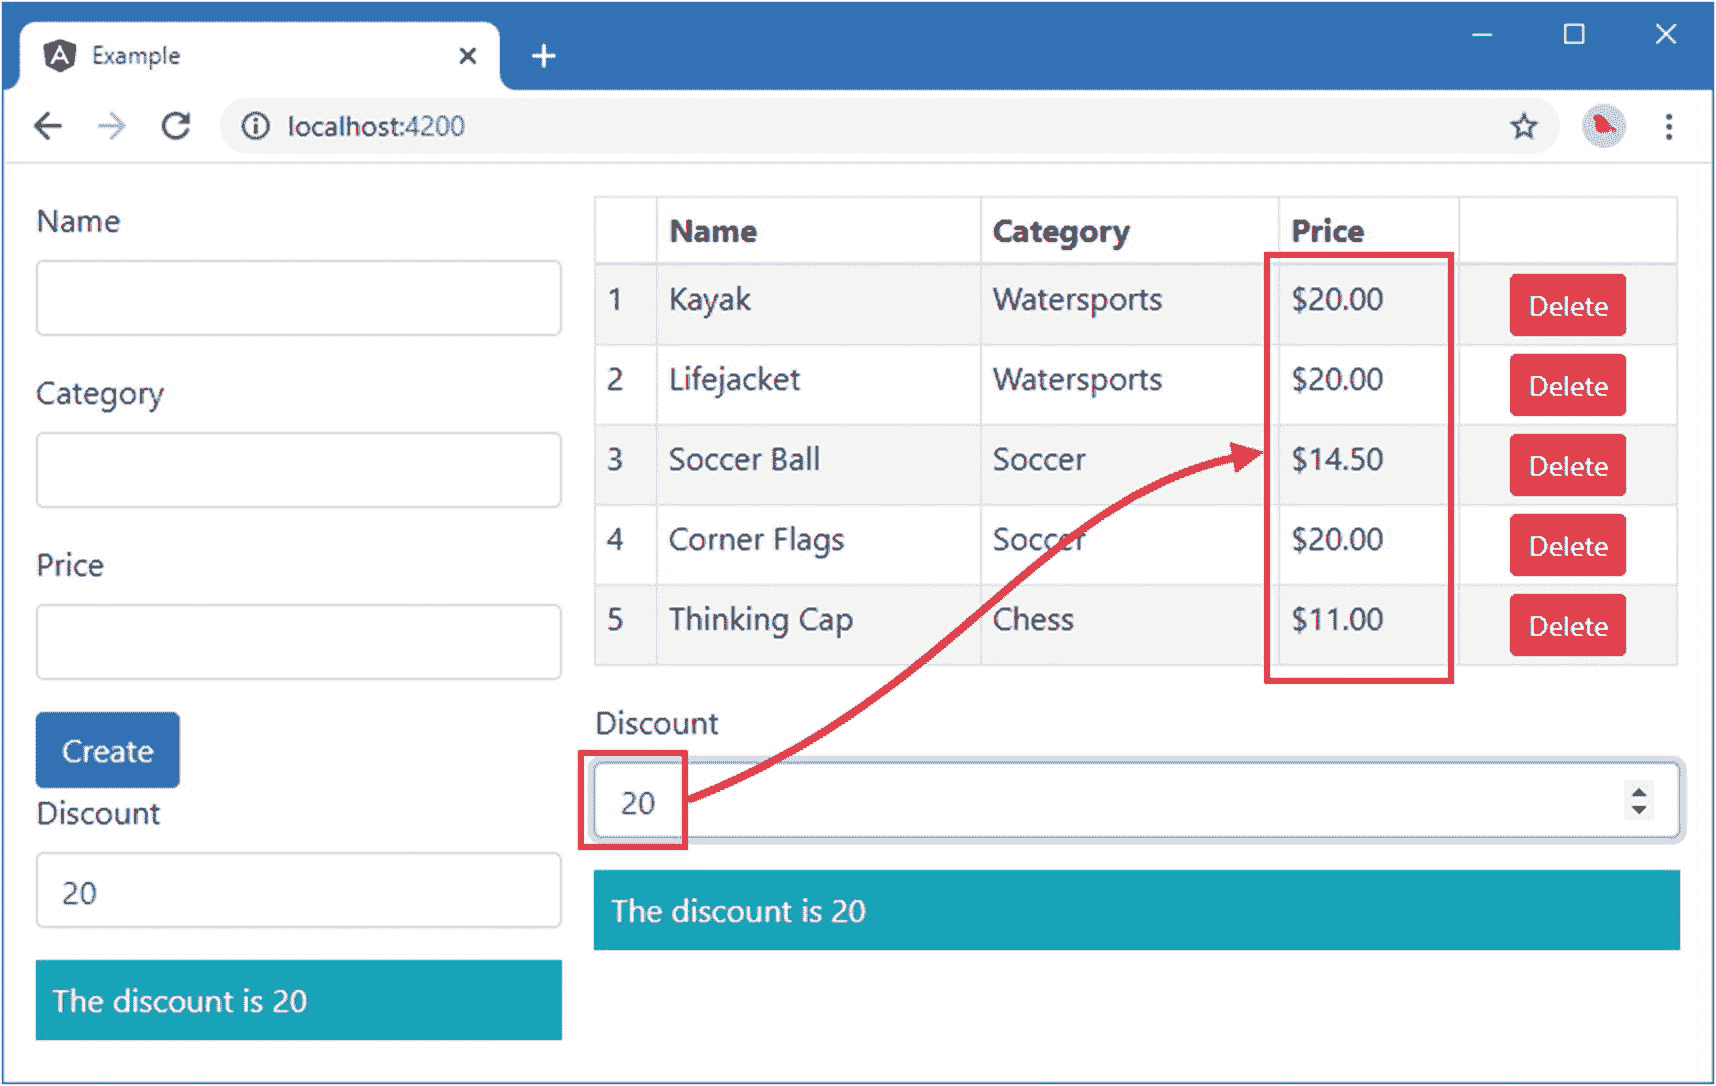 Example
localhost:4200
Name
Category
Price
Create
Discount
20
The discount is 20
Name Category Price
1 Kayak Watersports $20.00 Delete
2 Lifejacket Watersports $20.00 Delete
3 Soccer Ball Soccer $14.50 Delete
4 Corner Flags Soccer $20.00 Delete
5 Thinking Cap Chess $11.00 Delete
Discount
20
The discount is 20